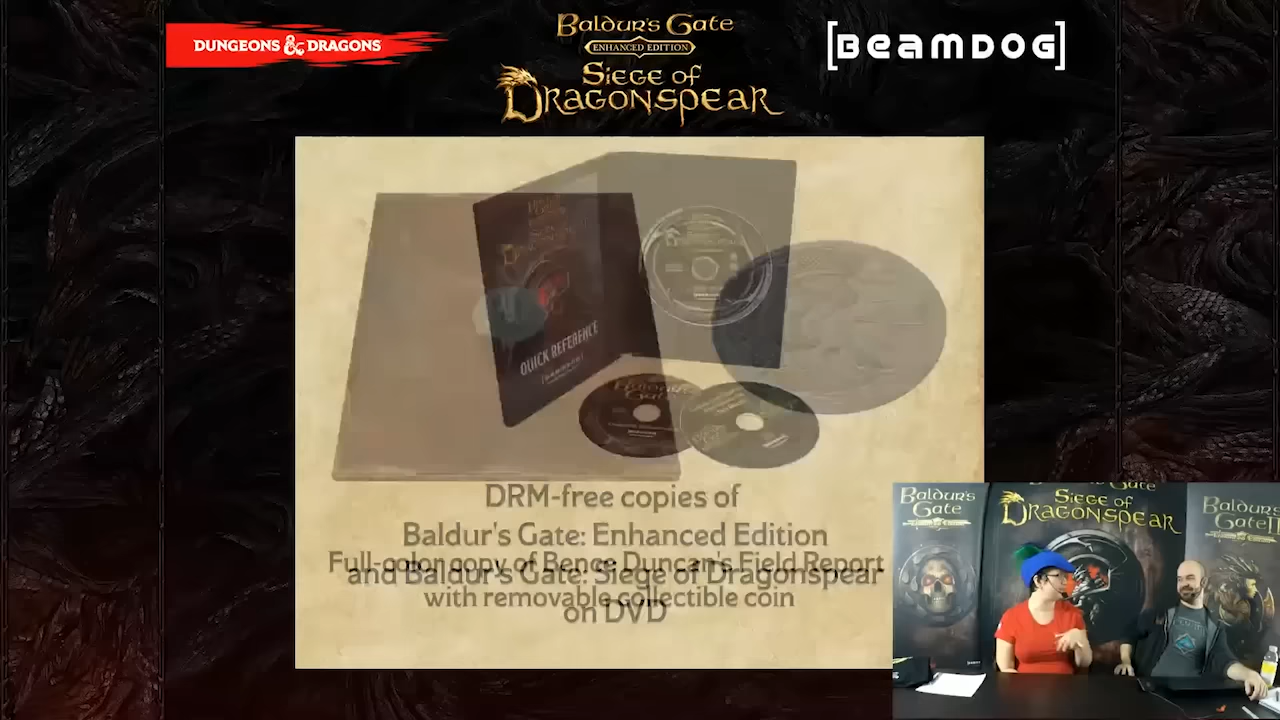 DUNGEONS & DRAGONS
BALDUR'S GATE
ENHANCED EDITION
SIEGE OF
DRAGONSPEAR
[BEAMDOG]
QUICK REFERENCE
DRM-free copies of
Baldur's Gate: Enhanced Edition
and Baldur's Gate: Siege of Dragonspear
on DVD
Full-color copy of Bence Duncan's Field Report
with removable collectible coin
BALDUR'S
GATE
BALDUR'S GATE
SIEGE OF
DRAGONSPEAR
BALDUR'S
GATE II